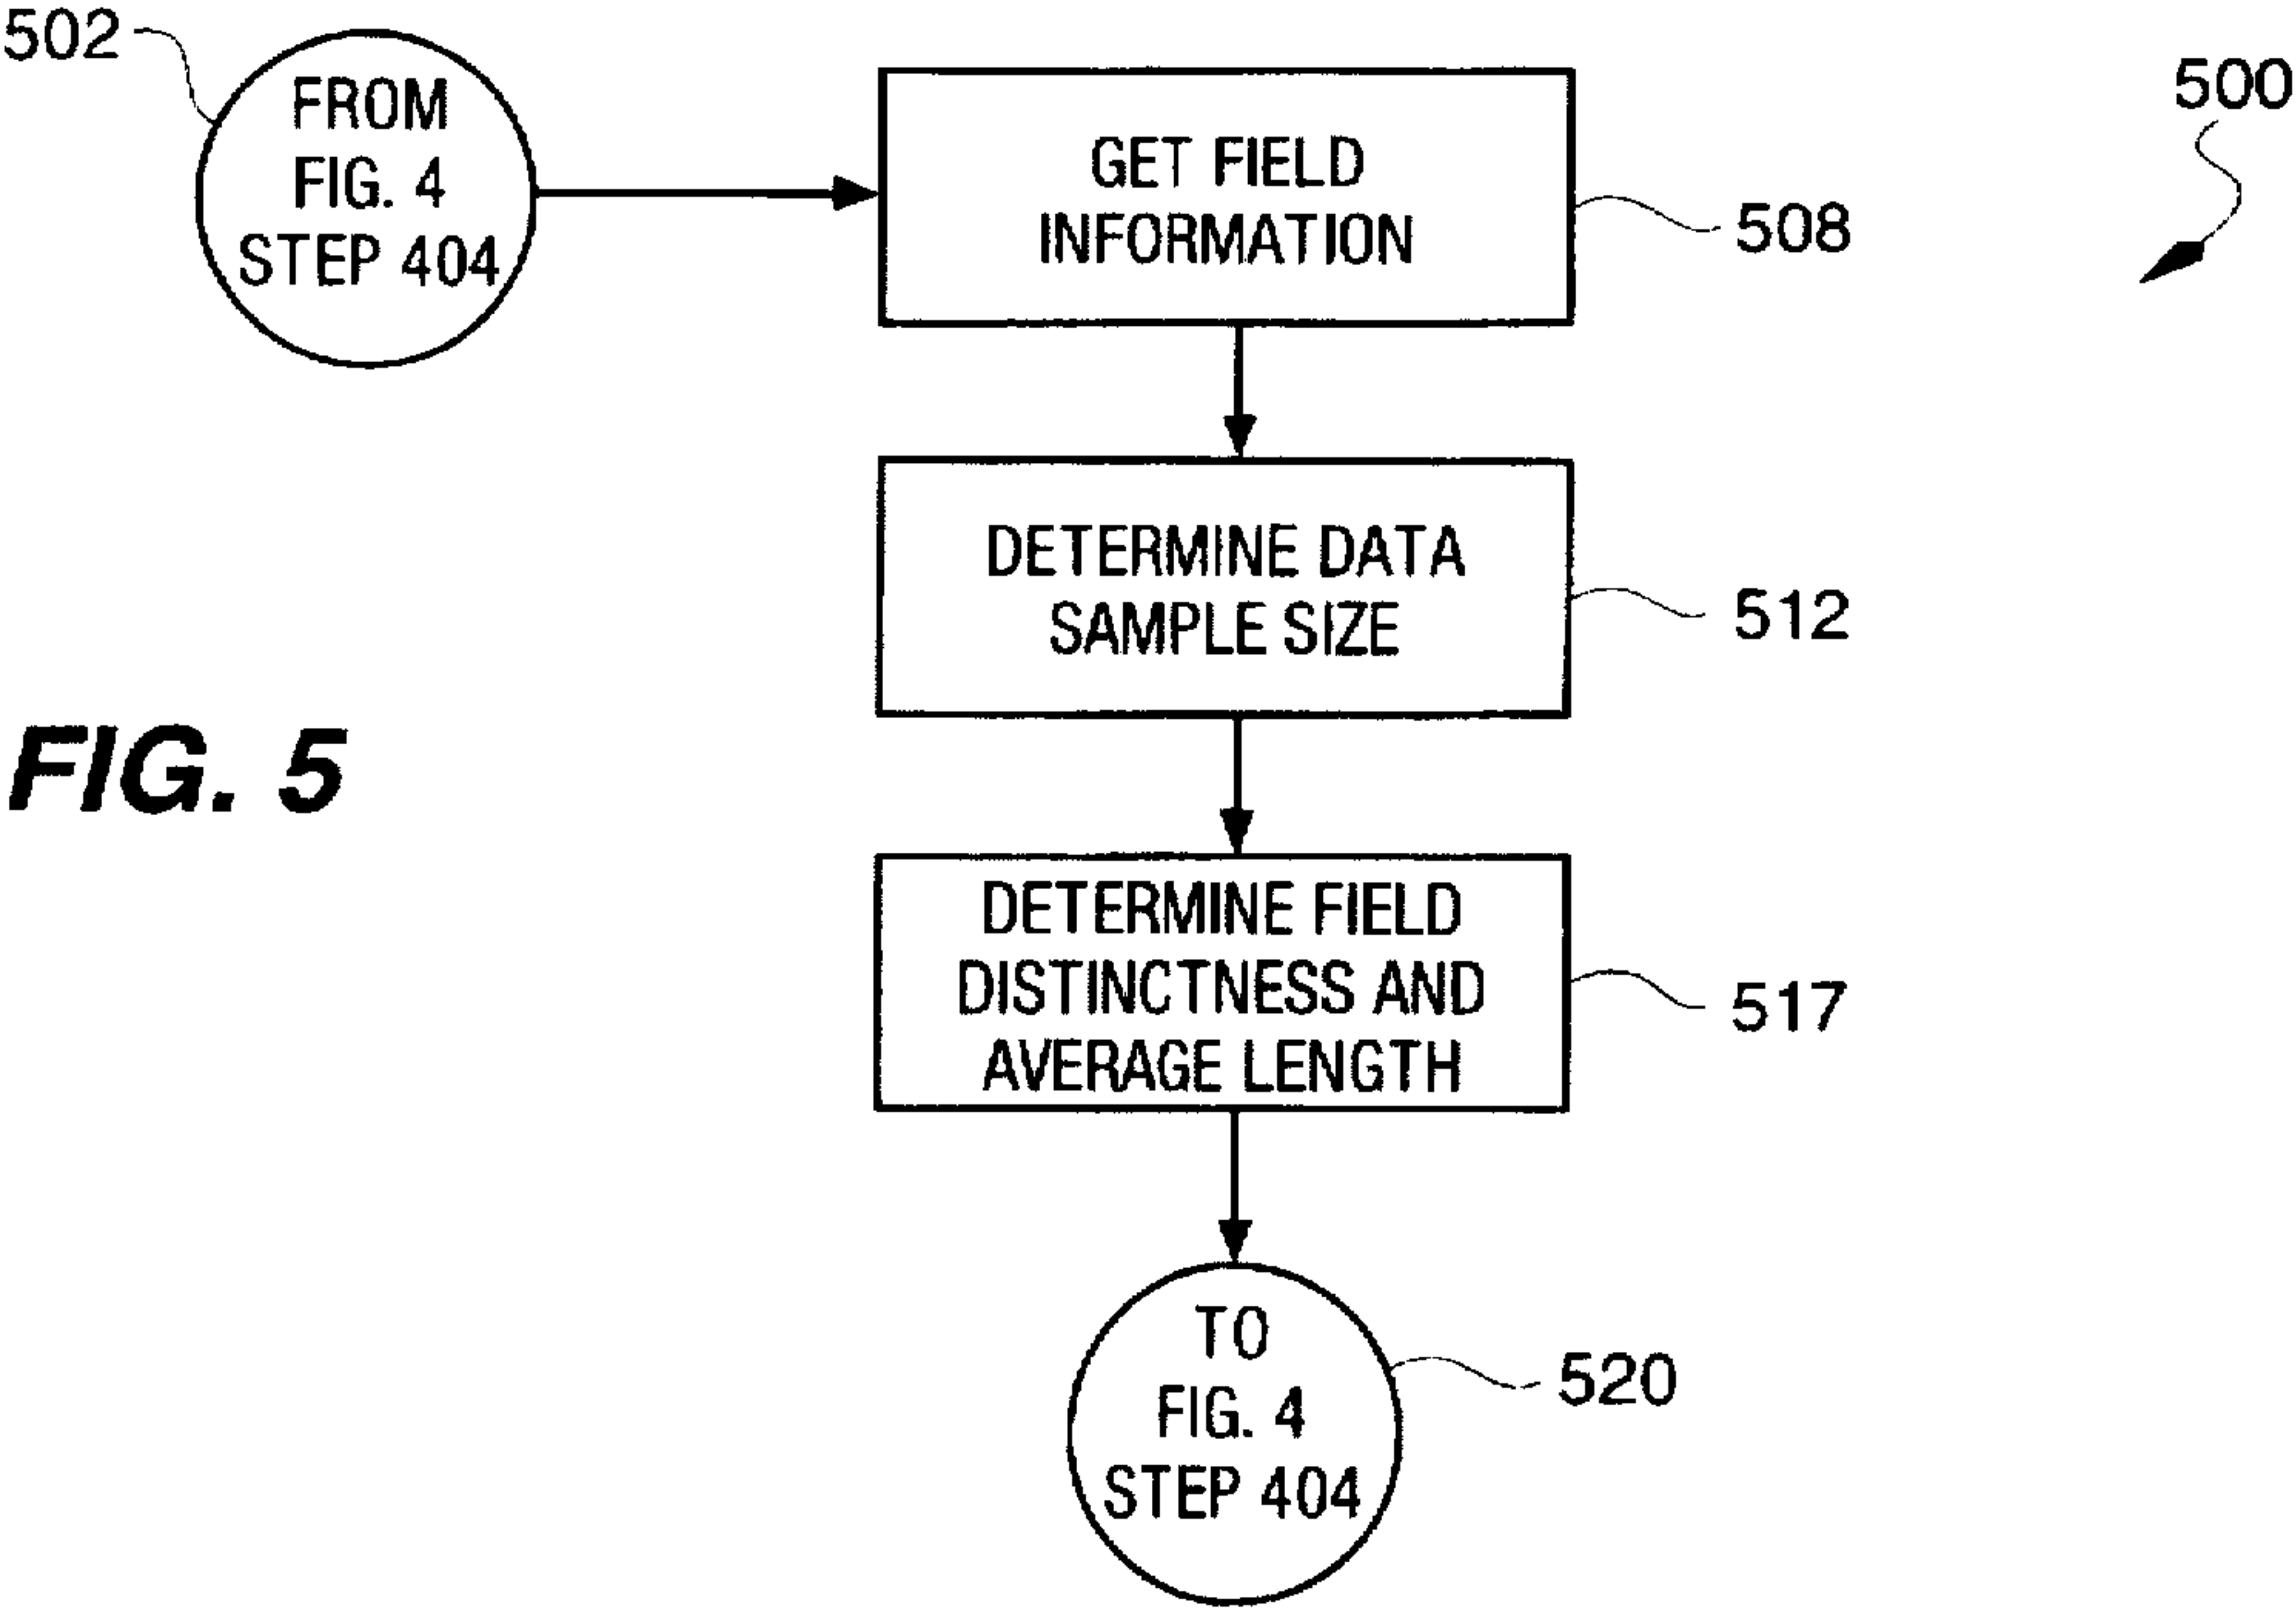 502
FROM
FIG. 4
STEP 404
GET FIELD
INFORMATION
508
500
DETERMINE DATA
SAMPLE SIZE
512
FIG. 5
DETERMINE FIELD
DISTINCTNESS AND
AVERAGE LENGTH
517
TO
FIG. 4
STEP 404
520